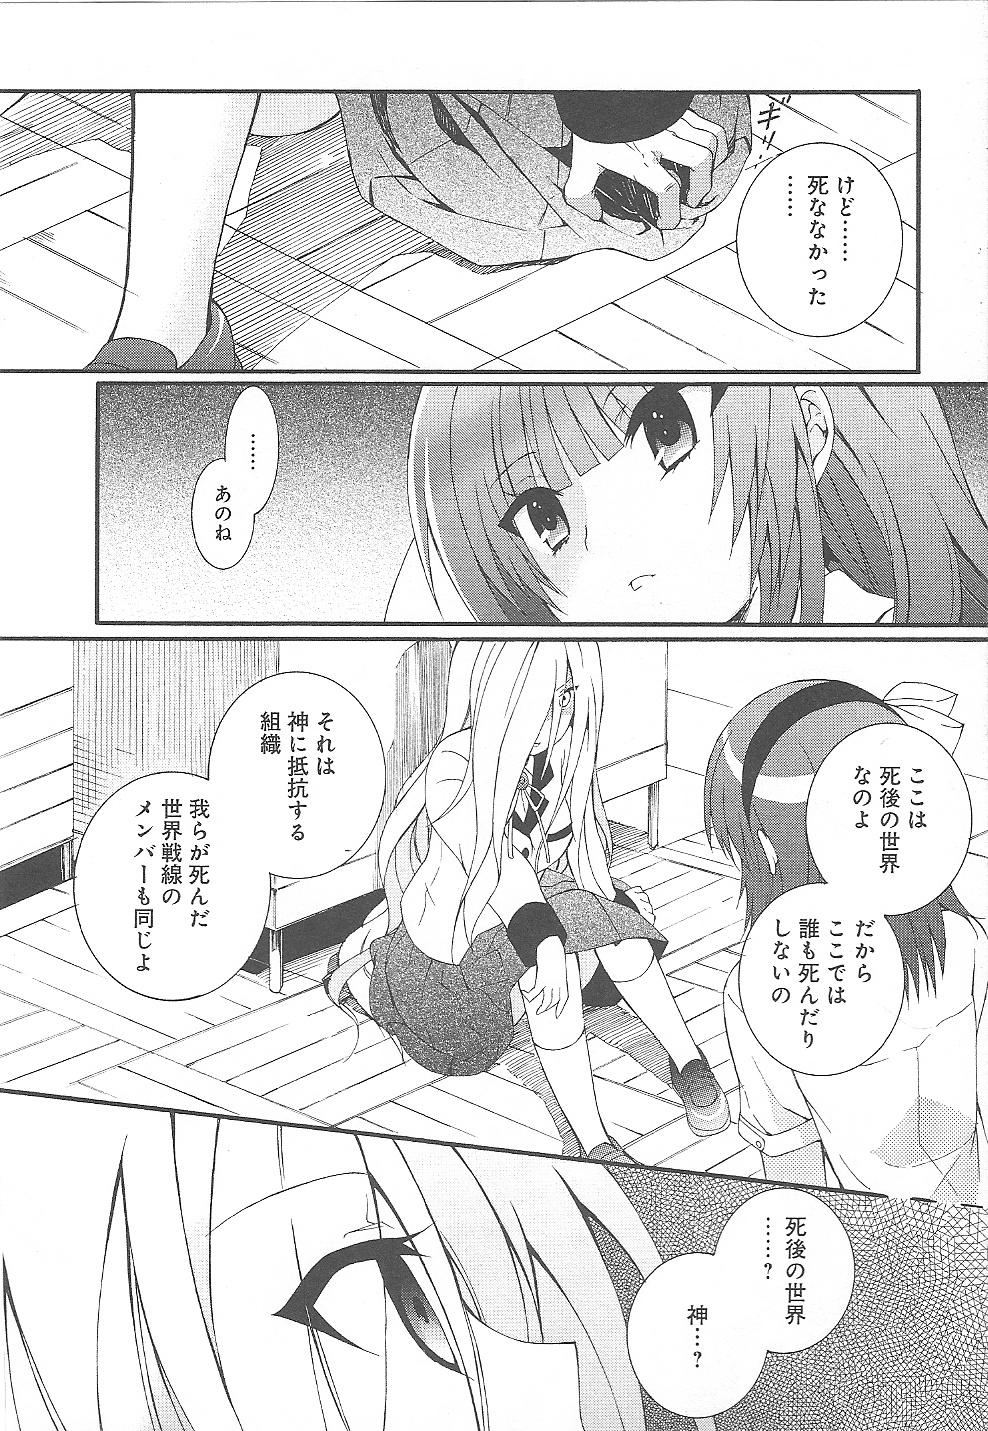 ギ…
けど……
死ななかった
……
……
あのね
ここは
死後の世界
なのよ
だから
ここでは
誰も死んだり
しないの
それは
神に抵抗する
組織
我らが死んだ
世界戦線の
メンバーも同じよ
死後の世界
……?
神…?